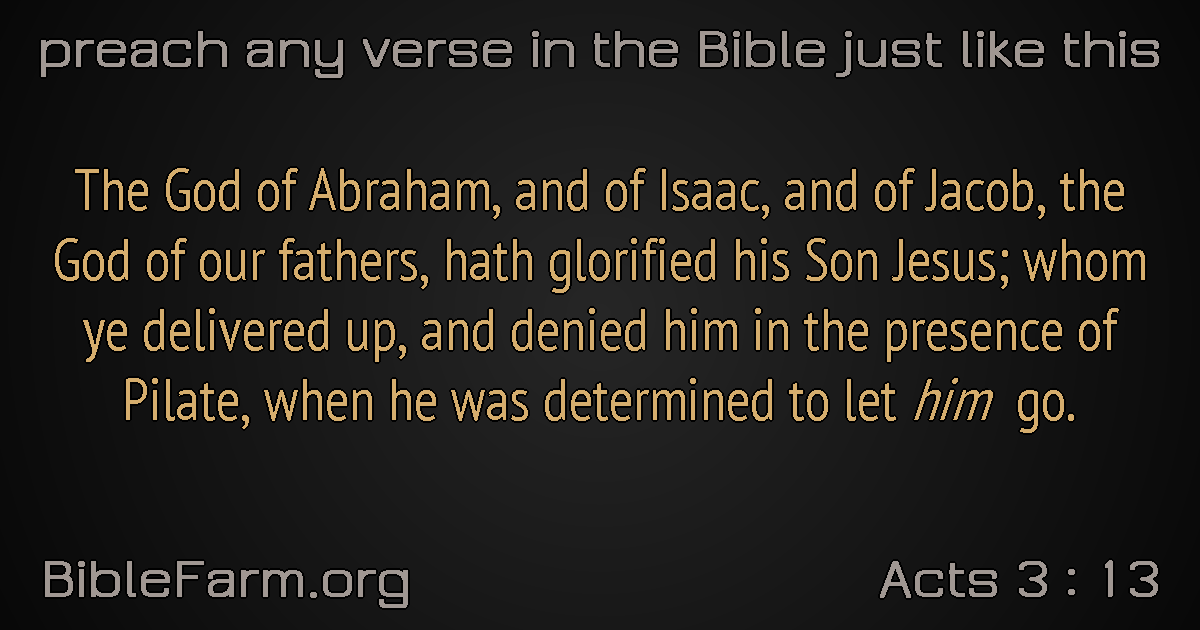 preach any verse in the Bible just like this
The God of Abraham, and of Isaac, and of Jacob, the
God of our fathers, hath glorified his Son Jesus; whom
ye delivered up, and denied him in the presence of
Pilate, when he was determined to let him go.
BibleFarm.org
Acts 3 : 13